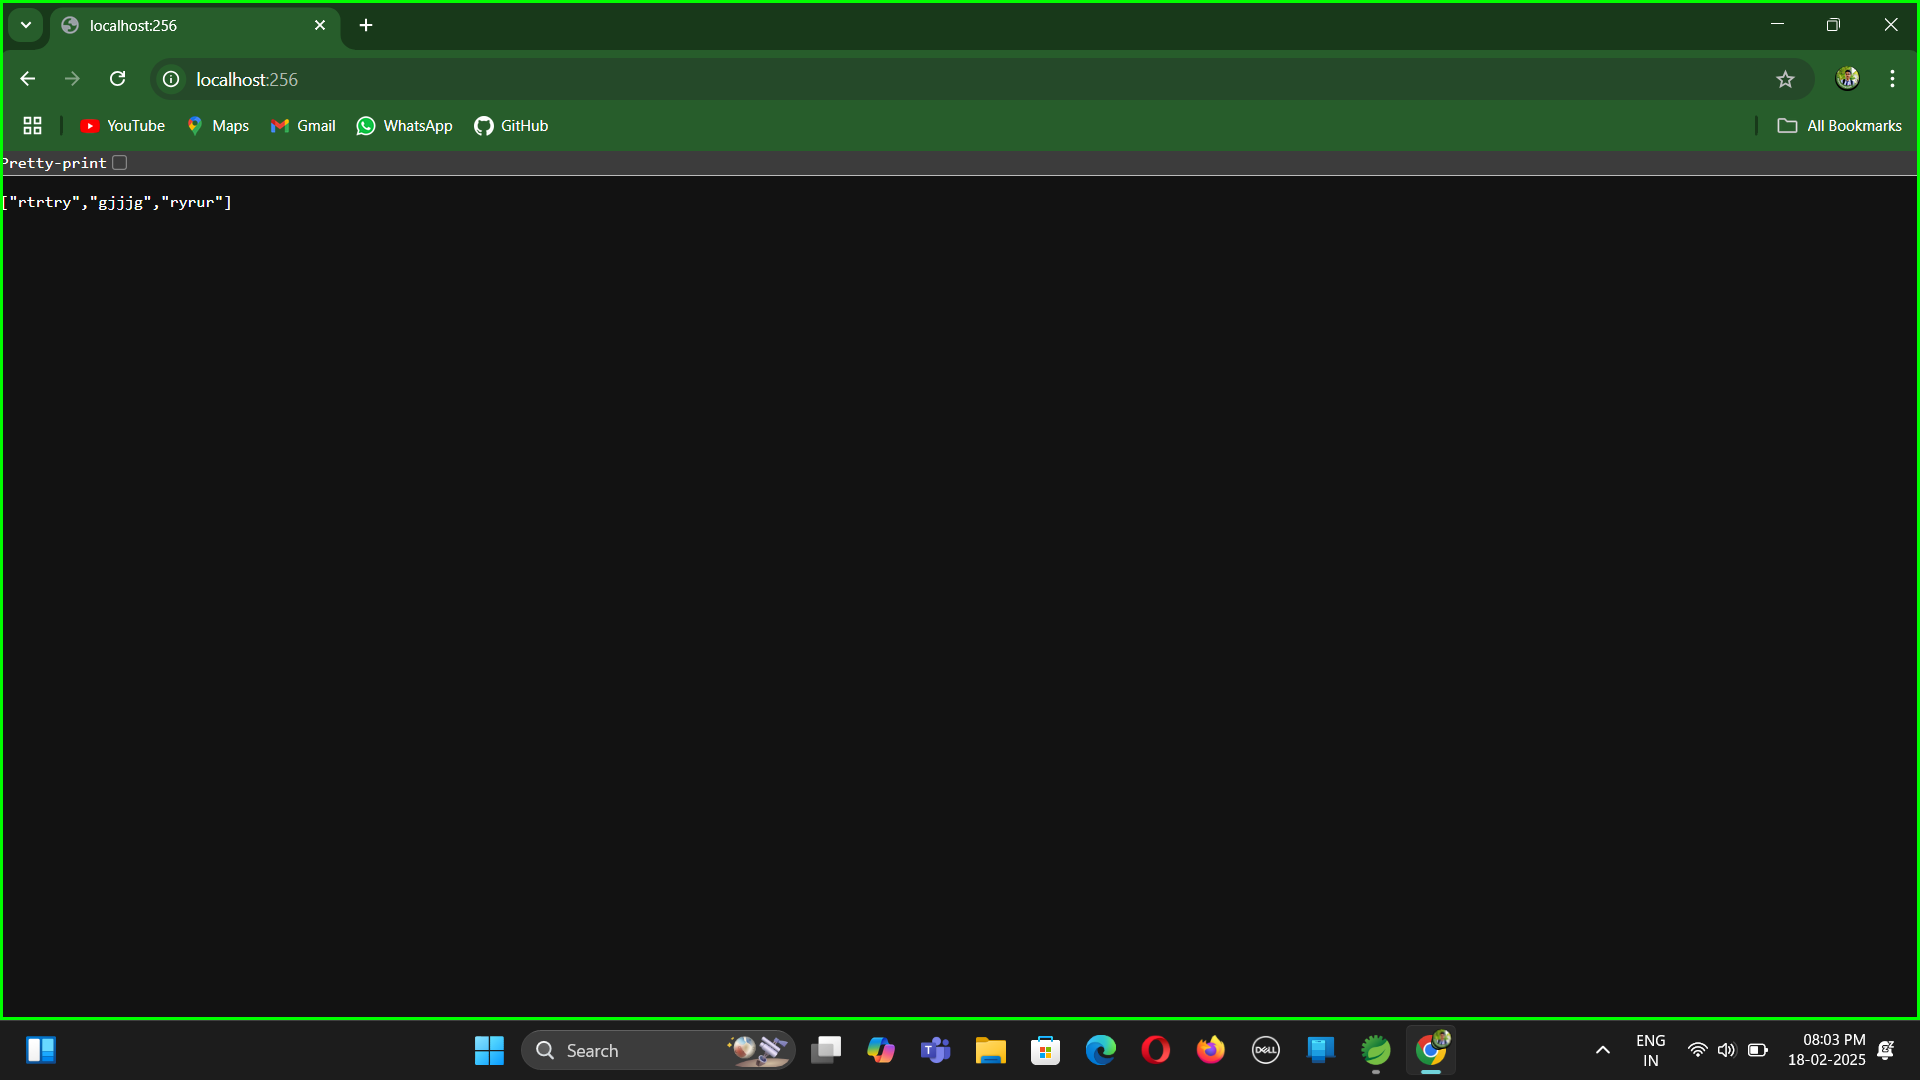 localhost:256
localhost:256
YouTube Maps Gmail WhatsApp GitHub All Bookmarks
Pretty-print
["rtrtry","gjjjg","ryrur"]
Search
ENG
IN
08:03 PM
18-02-2025